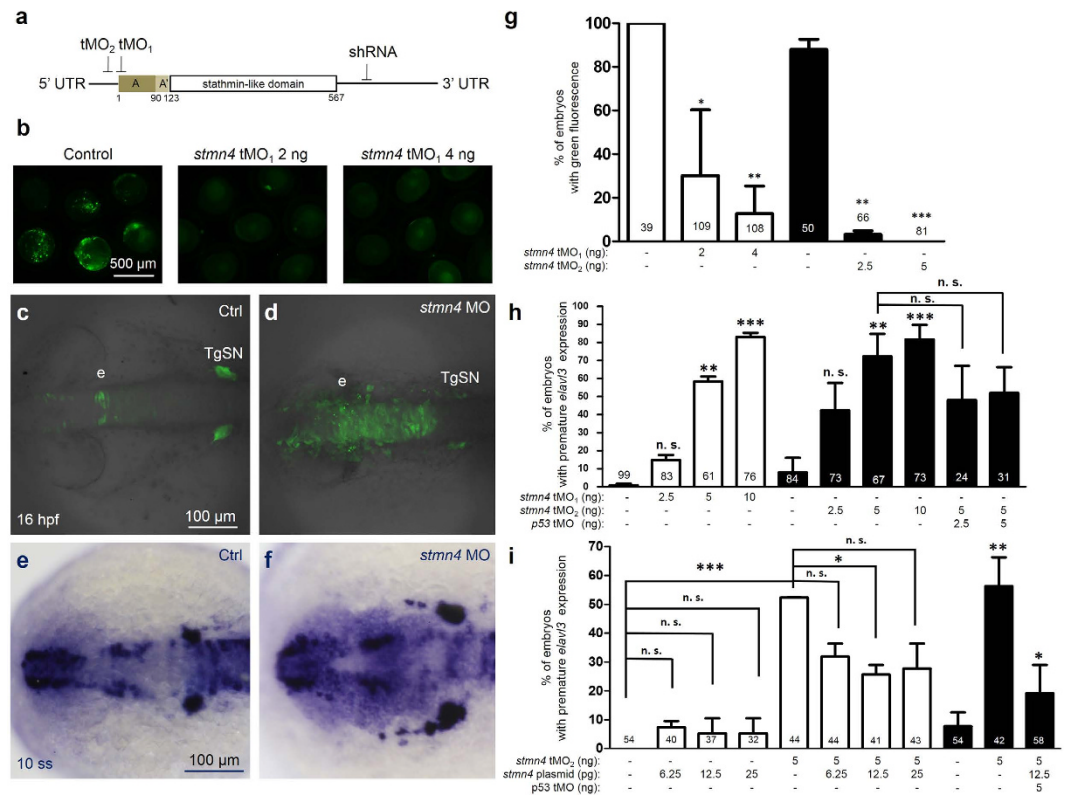 a
tMO2 tMO1
shRNA
5' UTR A A' stathmin-like domain 3' UTR
1 90 123 567
b
Control stmn4 tMO1 2 ng stmn4 tMO1 4 ng
500 µm
c Ctrl
TgSN
e
16 hpf
100 µm
d stmn4 MO
TgSN
e
e Ctrl
10 ss
100 µm
f stmn4 MO
g
% of embryos
with green fluorescence
100
80
60
40
20
0
* ** ** ***
39 109 108 50 66 81
stmn4 tMO1 (ng): - 2 4 - - -
stmn4 tMO2 (ng): - - - - 2.5 5
h
% of embryos
with premature elavl3 expression
100
90
80
70
60
50
40
30
20
10
0
n. s.
n. s.
n. s. ** *** n. s. ** ***
99 83 61 76 84 73 67 73 24 31
stmn4 tMO1 (ng): - 2.5 5 10 - - - - - -
stmn4 tMO2 (ng): - - - - - 2.5 5 10 5 5
p53 tMO (ng): - - - - - - - - 2.5 5
i
% of embryos
with premature elavl3 expression
70
60
50
40
30
20
10
0
n. s.
*** *
n. s.
n. s.
n. s.
n. s.
** *
54 40 37 32 44 44 41 43 54 42 58
stmn4 tMO2 (ng): - - - - 5 5 5 5 - 5 5
stmn4 plasmid (pg): - 6.25 12.5 25 - 6.25 12.5 25 - - 12.5
p53 tMO (ng): - - - - - - - - - - 5